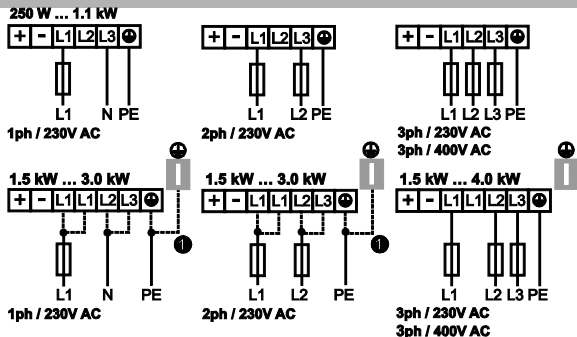 250 W ... 1.1 kW
+ - L1 L2 L3
L1 N PE
1ph / 230V AC
+ - L1 L2 L3
L1 L2 PE
2ph / 230V AC
+ - L1 L2 L3
L1 L2 L3 PE
3ph / 230V AC
3ph / 400V AC
1.5 kW ... 3.0 kW
+ - L1 L1 L2 L3
1
L1 N PE
1ph / 230V AC
1.5 kW ... 3.0 kW
+ - L1 L1 L2 L3
1
L1 L2 PE
2ph / 230V AC
1.5 kW ... 4.0 kW
+ - L1 L1 L2 L3
L1 L2 L3 PE
3ph / 230V AC
3ph / 400V AC